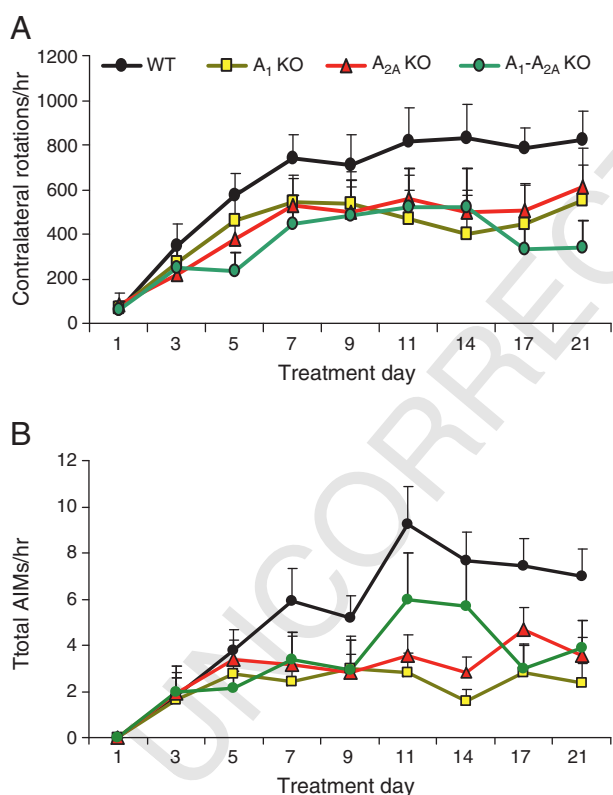 A
1200
WT
A1 KO
A2A KO
A1-A2A KO
1000
800
600
400
200
0
Contralateral rotations/hr
1 3 5 7 9 11 14 17 21
Treatment day
B
12
10
8
6
4
2
0
Ttotal AIMs/hr
1 3 5 7 9 11 14 17 21
Treatment day
UNCORRECT